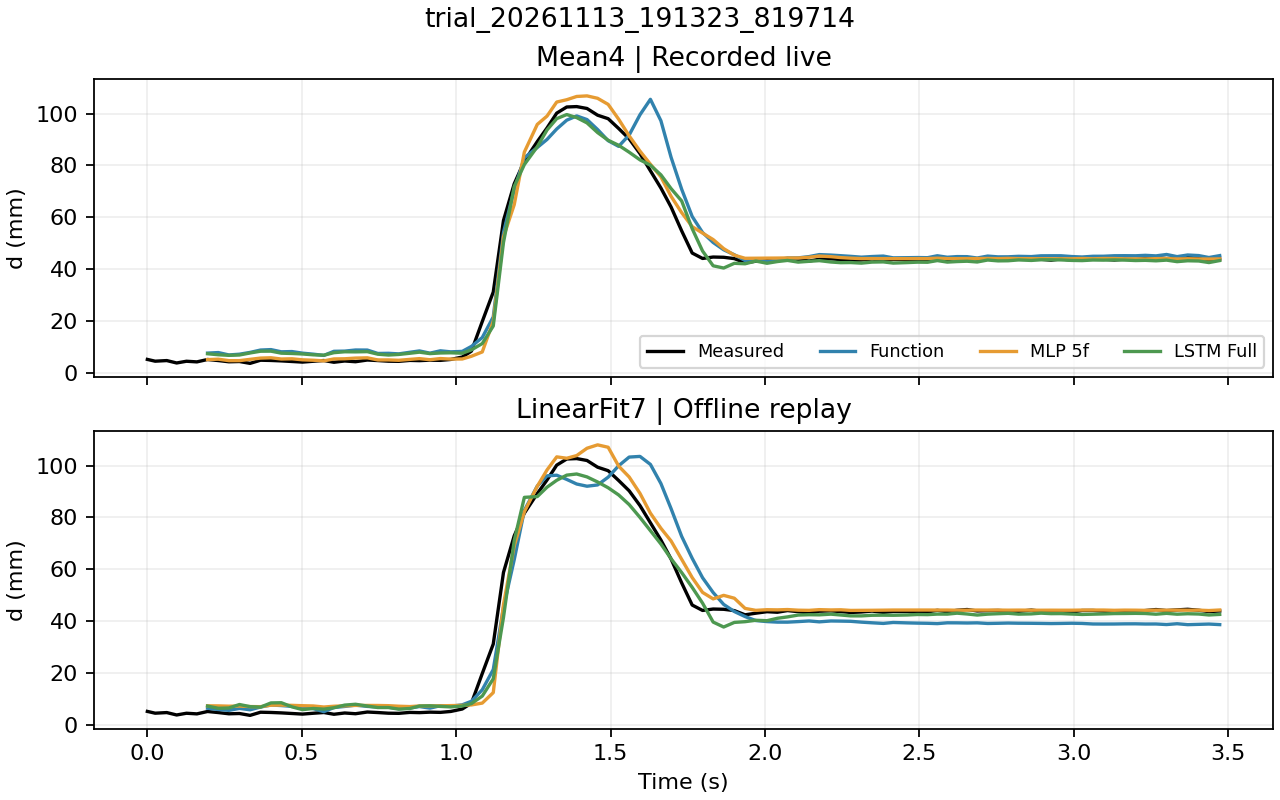 trial_20261113_191323_819714
Mean4 | Recorded live
d (mm)
100
80
60
40
20
0
Measured
Function
MLP 5f
LSTM Full
LinearFit7 | Offline replay
d (mm)
100
80
60
40
20
0
0.0 0.5 1.0 1.5 2.0 2.5 3.0 3.5
Time (s)